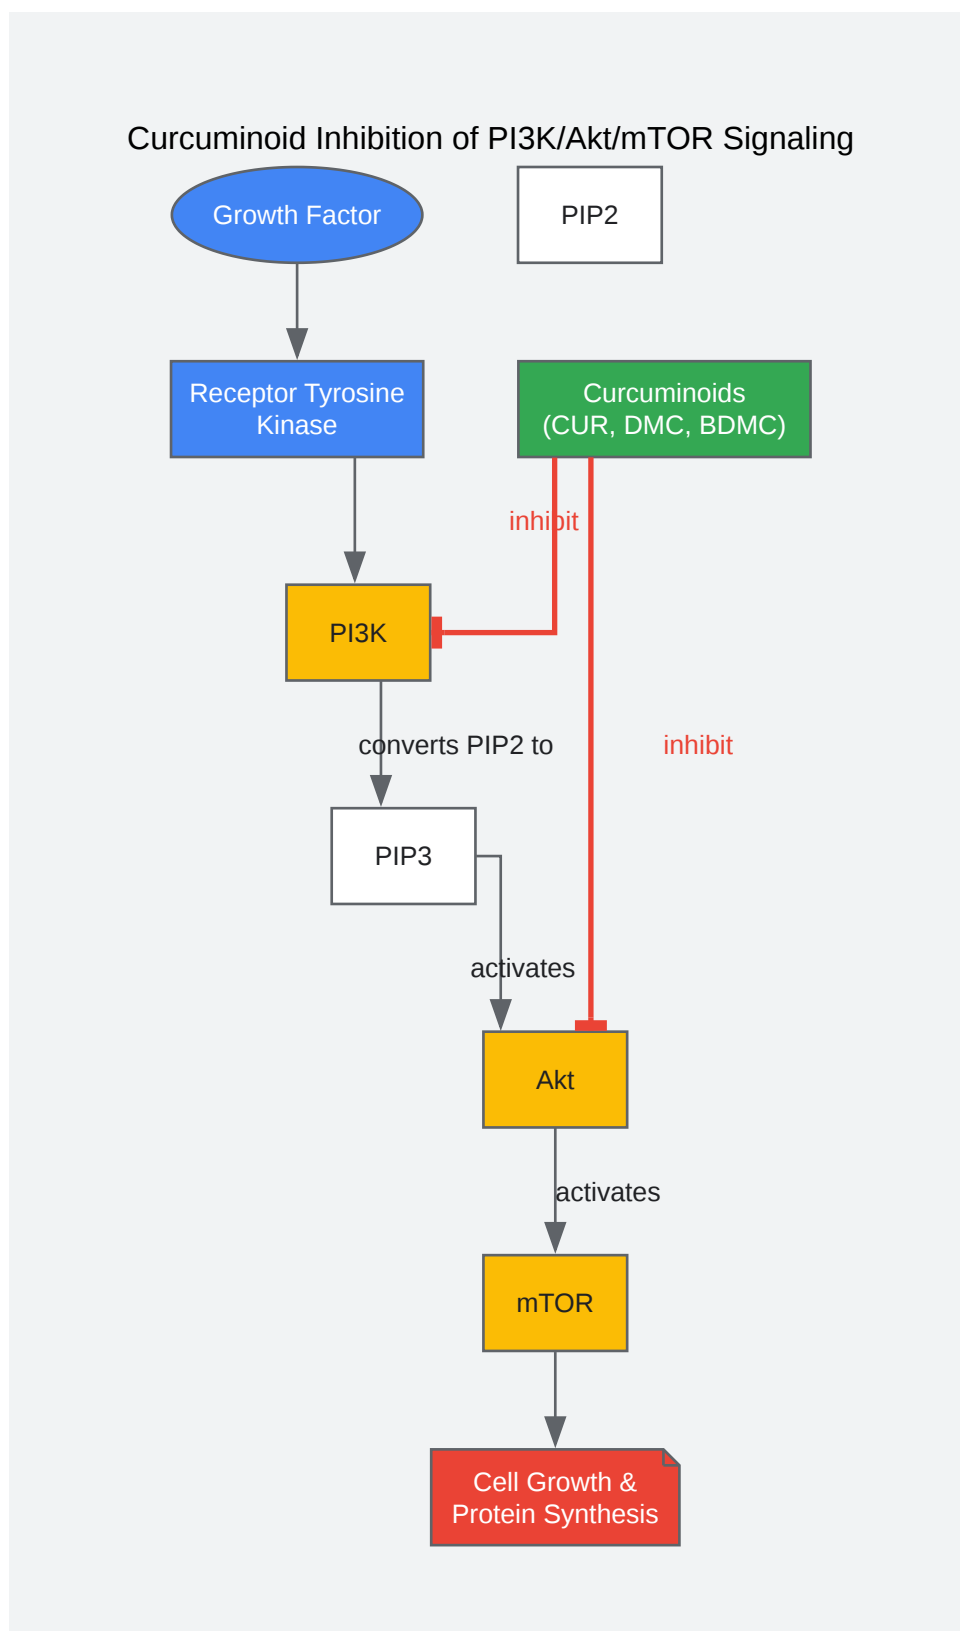 Curcuminoid Inhibition of PI3K/Akt/mTOR Signaling
Growth Factor
PIP2
Receptor Tyrosine
Kinase
Curcuminoids
(CUR, DMC, BDMC)
inhibit
PI3K
converts PIP2 to
inhibit
PIP3
activates
Akt
activates
mTOR
Cell Growth &
Protein Synthesis